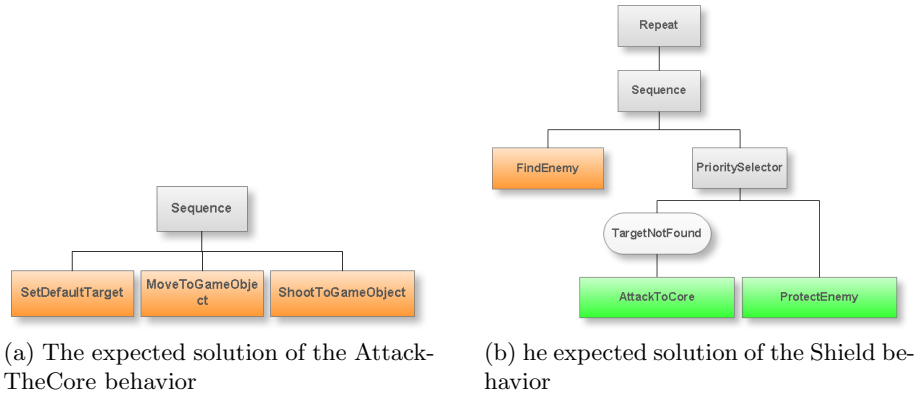 Repeat
Sequence
FindEnemy
PrioritySelector
TargetNotFound
AttackToCore
ProtectEnemy
Sequence
SetDefaultTarget
MoveToGameObje
ct
ShootToGameObject
(a) The expected solution of the Attack-
TheCore behavior
(b) he expected solution of the Shield be-
havior